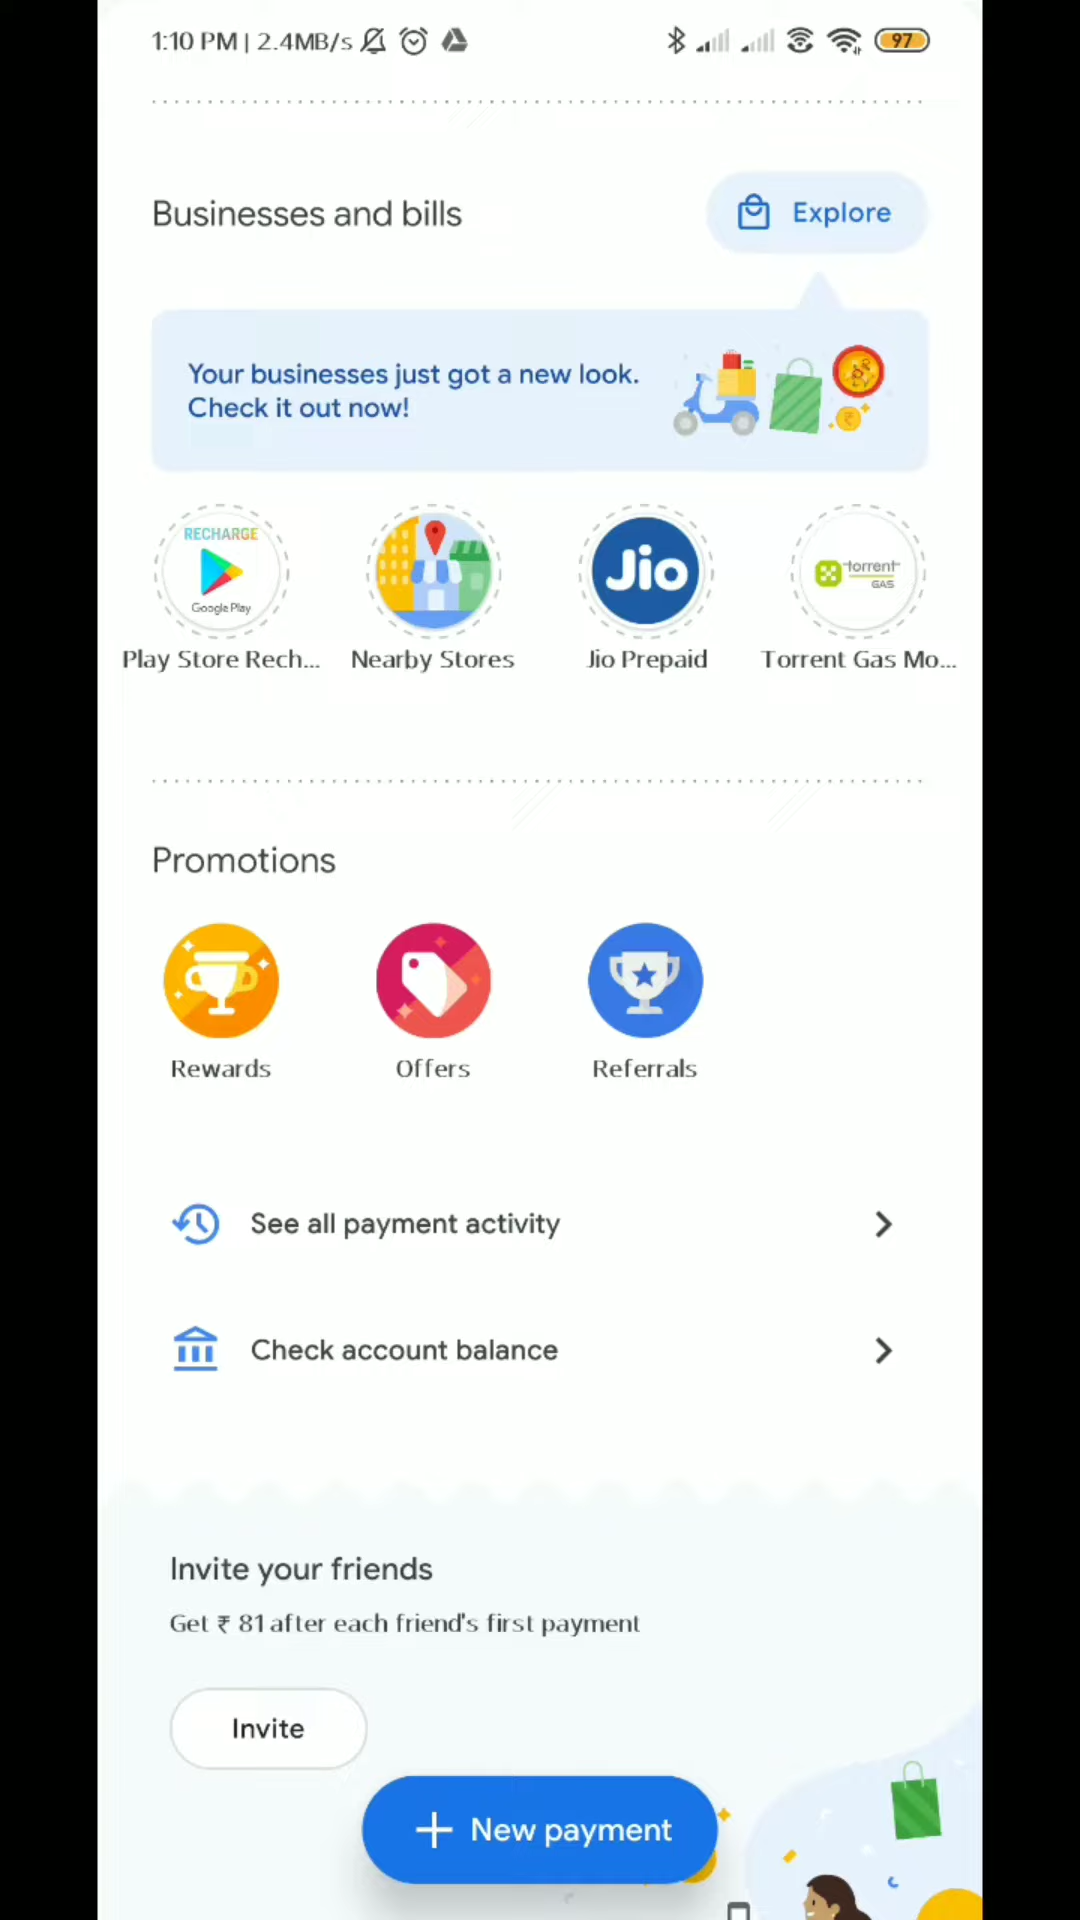 1:10 PM | 2.4MB/s
97
Businesses and bills
Explore
Your businesses just got a new look.
Check it out now!
RECHARGE
Google Play
Jio
torrent
GAS
Play Store Rech...
Nearby Stores
Jio Prepaid
Torrent Gas Mo...
Promotions
Rewards
Offers
Referrals
See all payment activity
Check account balance
Invite your friends
Get ₹ 81 after each friend's first payment
Invite
+ New payment